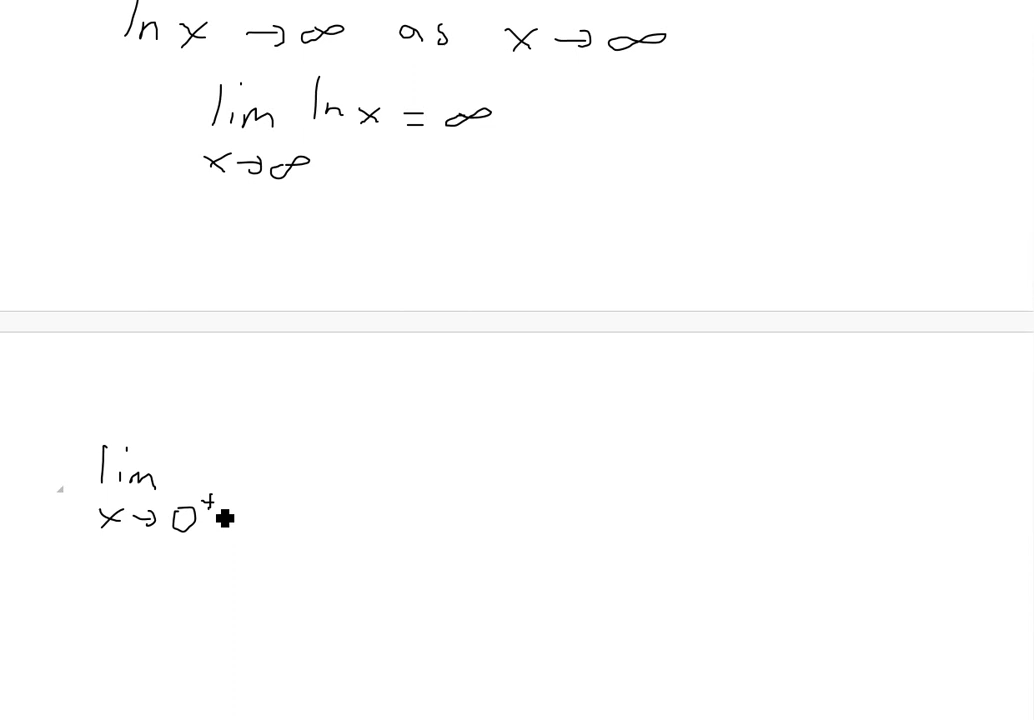 ln x → ∞ as x → ∞
lim ln x = ∞
x → ∞
lim
x → 0⁺